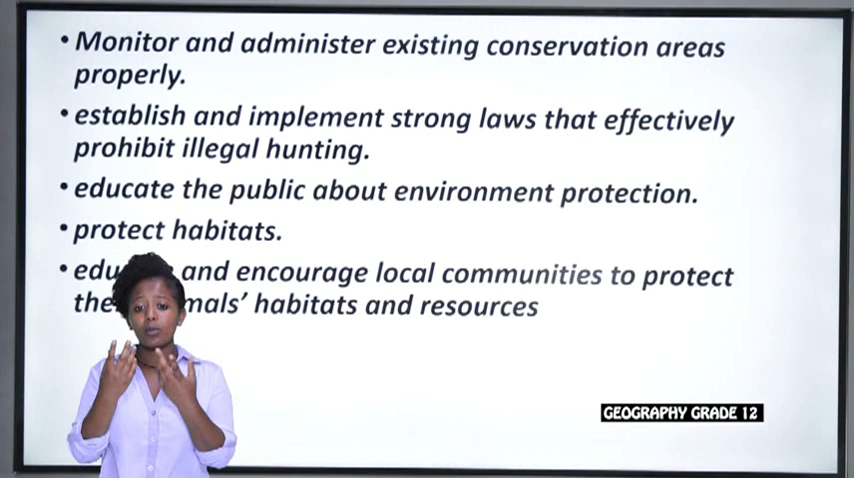 • Monitor and administer existing conservation areas
properly.
• establish and implement strong laws that effectively
prohibit illegal hunting.
• educate the public about environment protection.
• protect habitats.
• and encourage local communities to protect
habitats and resources
GEOGRAPHY GRADE 12